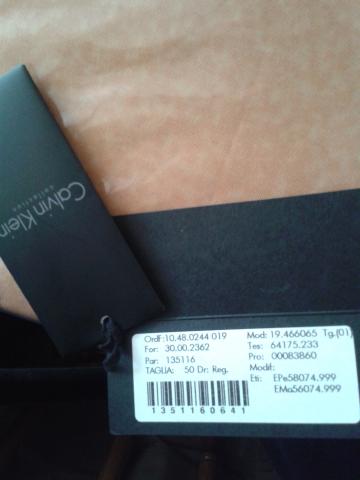 Calvin Klein
collection
OrdF:10.48.0244 019 Mod: 19.466065 Tg.(01)
For: 30.00.2362 Tes: 64175.233
Par: 135116 Pro: 00083860
TAGLIA: 50 Dr: Reg. Modif:
Eti: EPe58074.999
EMa56074.999
1351160641